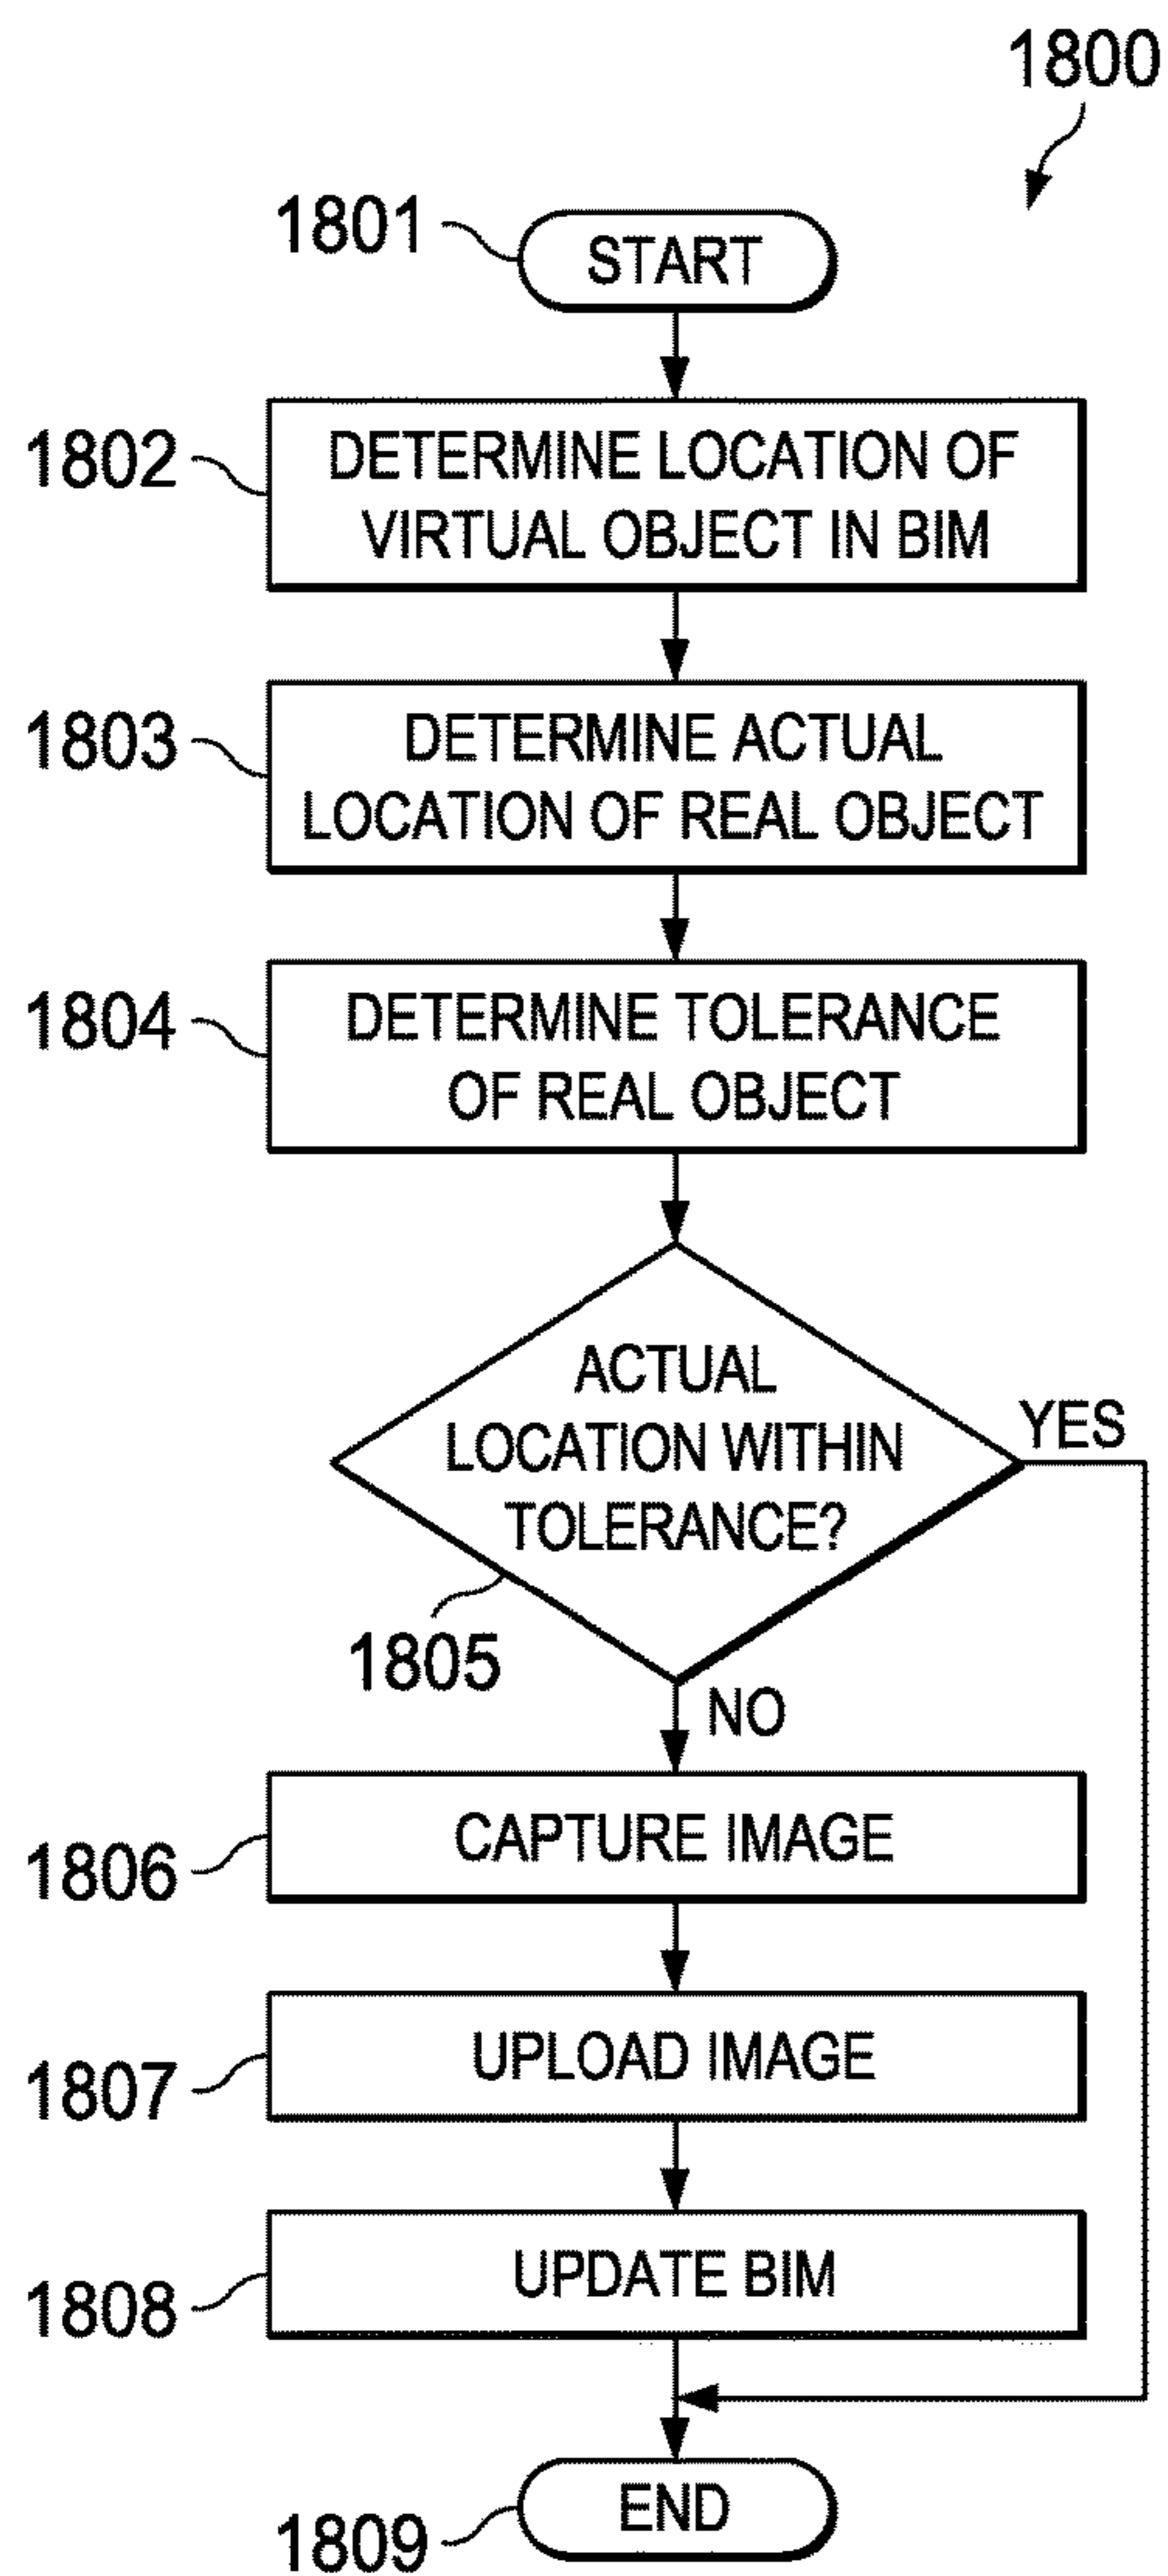 1800
1801
START
1802
DETERMINE LOCATION OF
VIRTUAL OBJECT IN BIM
1803
DETERMINE ACTUAL
LOCATION OF REAL OBJECT
1804
DETERMINE TOLERANCE
OF REAL OBJECT
ACTUAL
LOCATION WITHIN
TOLERANCE?
YES
1805
NO
1806
CAPTURE IMAGE
1807
UPLOAD IMAGE
1808
UPDATE BIM
1809
END